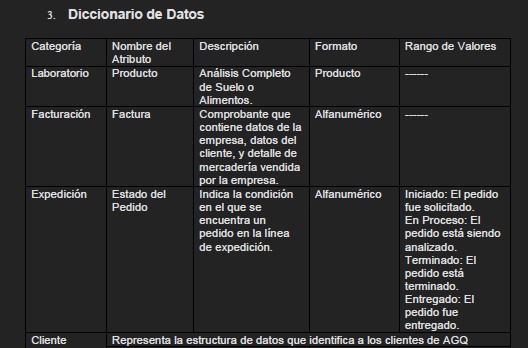 3. Diccionario de Datos
Categoría Nombre del Atributo Descripción Formato Rango de Valores
Laboratorio Producto Análisis Completo de Suelo o Alimentos. Producto ------
Facturación Factura Comprobante que contiene datos de la empresa, datos del cliente, y detalle de mercadería vendida por la empresa. Alfanumérico ------
Expedición Estado del Pedido Indica la condición en el que se encuentra un pedido en la línea de expedición. Alfanumérico Iniciado: El pedido fue solicitado. En Proceso: El pedido está siendo analizado. Terminado: El pedido está terminado. Entregado: El pedido fue entregado.
Cliente Representa la estructura de datos que identifica a los clientes de AGQ